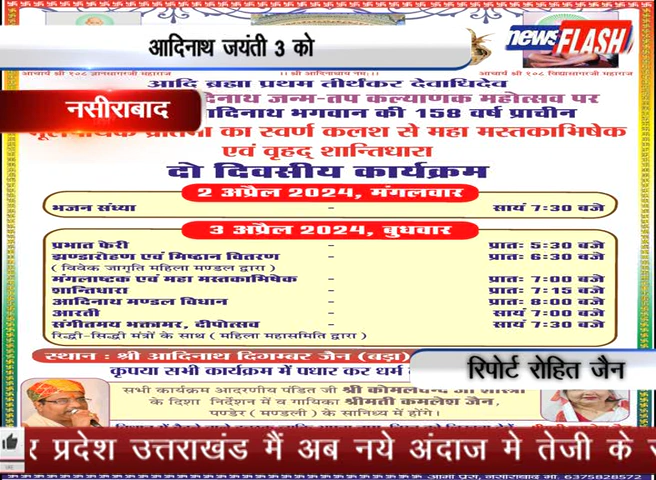 आदिनाथ जयंती 3 को
news FLASH
आचार्य श्री १०८ ज्ञानसागरजी महाराज
।। श्री आदिनाथाय नमः ।।
आचार्य श्री १०८ विद्यासागरजी महाराज
आदि ब्रह्मा प्रथम तीर्थंकर देवाधिदेव
नसीराबाद
जन्म-तप कल्याणक महोत्सव पर
आदिनाथ भगवान की 158 वर्ष प्राचीन
का स्वर्ण कलश से महा मस्तकाभिषेक
एवं वृहद् शान्तिधारा
दो दिवसीय कार्यक्रम
2 अप्रैल 2024, मंगलवार
भजन संध्या - सायं 7:30 बजे
3 अप्रैल 2024, बुधवार
प्रभात फेरी - प्रातः 5:30 बजे
झण्डारोहण एवं मिष्ठान वितरण - प्रातः 6:30 बजे
( विवेक जागृति महिला मण्डल द्वारा )
मंगलाष्टक एवं महा मस्तकाभिषेक - प्रातः 7:00 बजे
शान्तिधारा - प्रातः 7:15 बजे
आदिनाथ मण्डल विधान - प्रातः 8:00 बजे
आरती - सायं 7:00 बजे
संगीतमय भक्तामर, दीपोत्सव - सायं 7:30 बजे
रिद्धी-सिद्धी मंत्रों के साथ ( महिला महासमिति द्वारा )
स्थान : श्री आदिनाथ दिगम्बर जैन (बड़ा)
रिपोर्ट रोहित जैन
कृपया सभी कार्यक्रम में पधार कर धर्म
सभी कार्यक्रम आदरणीय पंडित जी श्री कोमलचन्द जी शास्त्री
के दिशा निर्देशन में व गायिका श्रीमती कमलेश जैन,
पण्डेर ( मण्डली ) के सानिध्य में होंगे।
र प्रदेश उत्तराखंड मैं अब नये अंदाज मे तेजी के
आभा प्रेस, नसीराबाद मो. 6375828572